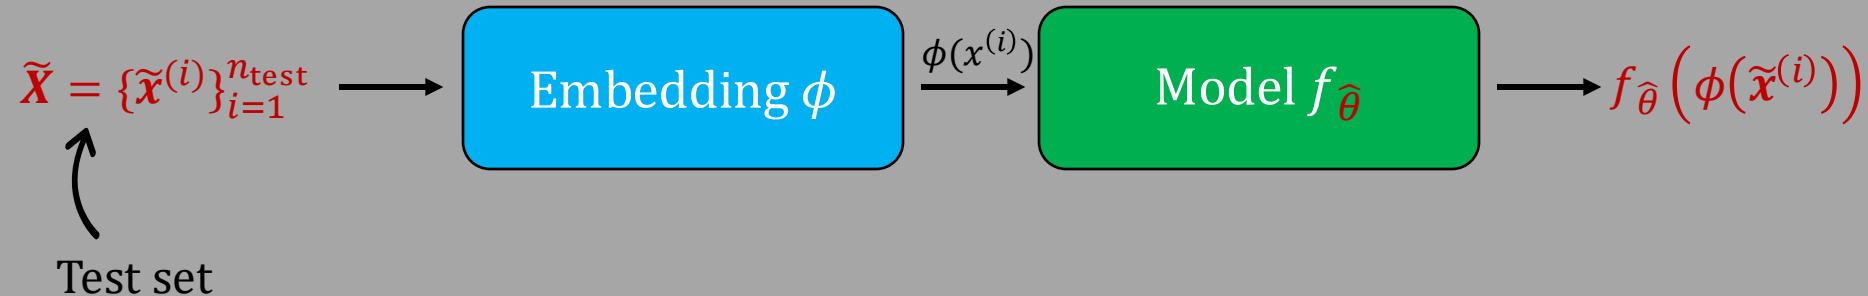 X̃ = {x̃⁽ⁱ⁾}ᵢ₌₁ⁿᵗᵉˢᵗ
Embedding ϕ
ϕ(x⁽ⁱ⁾)
Model f_θ̂
f_θ̂(ϕ(x̃⁽ⁱ⁾))
Test set